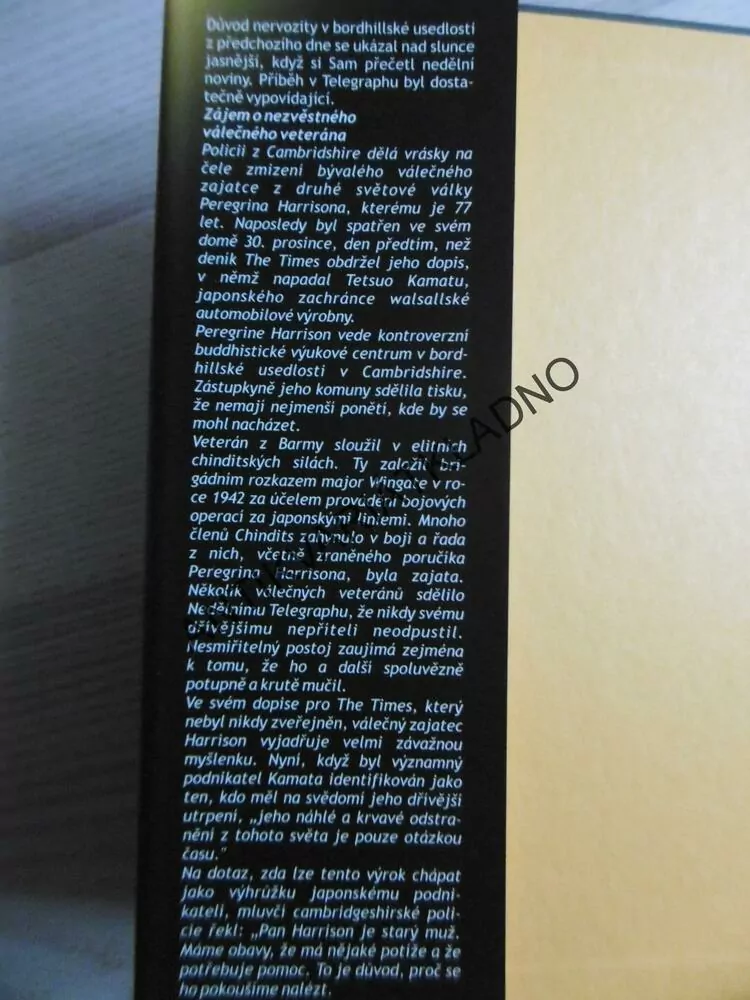 Důvod nervozity v bordhillské usedlosti
z předchozího dne se ukázal nad slunce
jasnější, když si Sam přečetl nedělní
noviny. Příběh v Telegraphu byl dosta-
tečně vypovídající.
Zájem o nezvěstného
válečného veterána
Policii z Cambridshire dělá vrásky na
čele zmizení bývalého válečného
zajatce z druhé světové války
Peregrina Harrisona, kterému je 77
let. Naposledy byl spatřen ve svém
domě 30. prosince, den předtím, než
deník The Times obdržel jeho dopis,
v němž napadal Tetsuo Kamatu,
japonského zachránce walsallské
automobilové výrobny.
Peregrine Harrison vede kontroverzní
buddhistické výukové centrum v bord-
hillské usedlosti v Cambridshire.
Zástupkyně jeho komuny sdělila tisku,
že nemají nejmenší ponětí, kde by se
mohl nacházet.
Veterán z Barmy sloužil v elitních
chinditských silách. Ty založil bri-
gádním rozkazem major Wingate v ro-
ce 1942 za účelem provádění bojových
operací za japonskými liniemi. Mnoho
členů Chindits zahynulo v boji a řada
z nich, včetně zraněného poručíka
Peregrina Harrisona, byla zajata.
Několik válečných veteránů sdělilo
Nedělnímu Telegraphu, že nikdy svému
dřívějšimu nepříteli neodpustil.
Nesmiřitelný postoj zaujímá zejména
k tomu, že ho a další spoluvězně
potupně a krutě mučil.
Ve svém dopise pro The Times, který
nebyl nikdy zveřejněn, válečný zajatec
Harrison vyjadřuje velmi závažnou
myšlenku. Nyní, když byl významný
podnikatel Kamata identifikován jako
ten, kdo měl na svědomí jeho dřívější
utrpení, „jeho náhlé a krvavé odstra-
nění z tohoto světa je pouze otázkou
času."
Na dotaz, zda lze tento výrok chápat
jako výhrůžku japonskému podni-
kateli, mluvčí cambridgeshirské poli-
cie řekl: „Pan Harrison je starý muž.
Máme obavy, že má nějaké potíže a že
potřebuje pomoc. To je důvod, proč se
ho pokoušíme nalézt.
ANTIKVARIÁT KLADNO